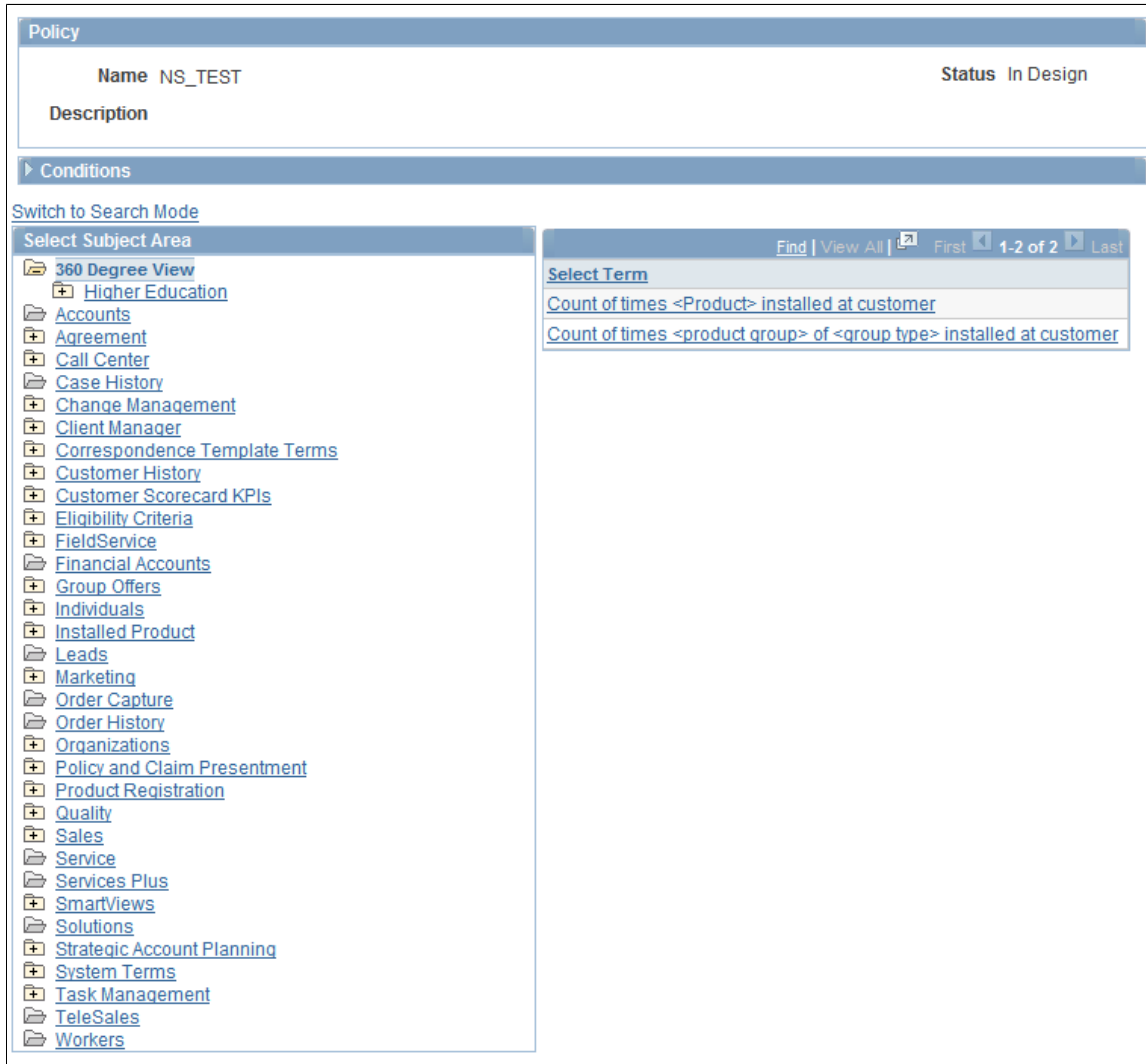 Policy
Name NS_TEST Status In Design
Description
Conditions
Switch to Search Mode
Select Subject Area
360 Degree View
Higher Education
Accounts
Agreement
Call Center
Case History
Change Management
Client Manager
Correspondence Template Terms
Customer History
Customer Scorecard KPIs
Eligibility Criteria
FieldService
Financial Accounts
Group Offers
Individuals
Installed Product
Leads
Marketing
Order Capture
Order History
Organizations
Policy and Claim Presentment
Product Registration
Quality
Sales
Service
Services Plus
SmartViews
Solutions
Strategic Account Planning
System Terms
Task Management
TeleSales
Workers
Find | View All | First 1-2 of 2 Last
Select Term
Count of times <Product> installed at customer
Count of times <product group> of <group type> installed at customer